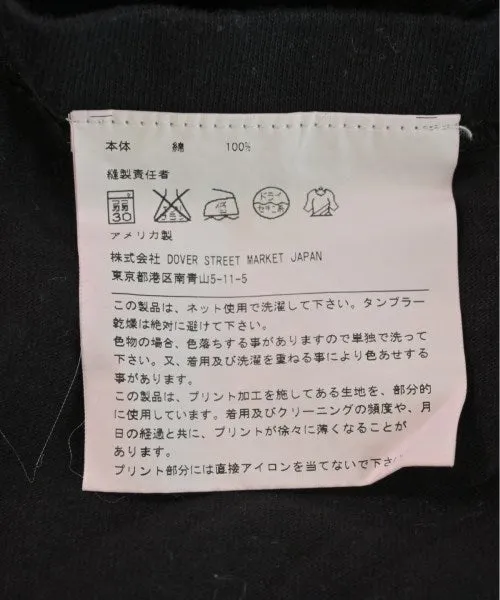 本体 綿 100%
縫製責任者
30
ドライ
セキユ系
アメリカ製
株式会社 DOVER STREET MARKET JAPAN
東京都港区南青山5-11-5
この製品は、ネット使用で洗濯して下さい。タンブラー
乾燥は絶対に避けて下さい。
色物の場合、色落ちする事がありますので単独で洗って
下さい。又、着用及び洗濯を重ねる事により色あせする
事が有ります。
この製品は、プリント加工を施してある生地を、部分的
に使用しています。着用及びクリーニングの頻度や、月
日の経過と共に、プリントが徐々に薄くなることが
あります。
プリント部分には直接アイロンを当てないで下さ